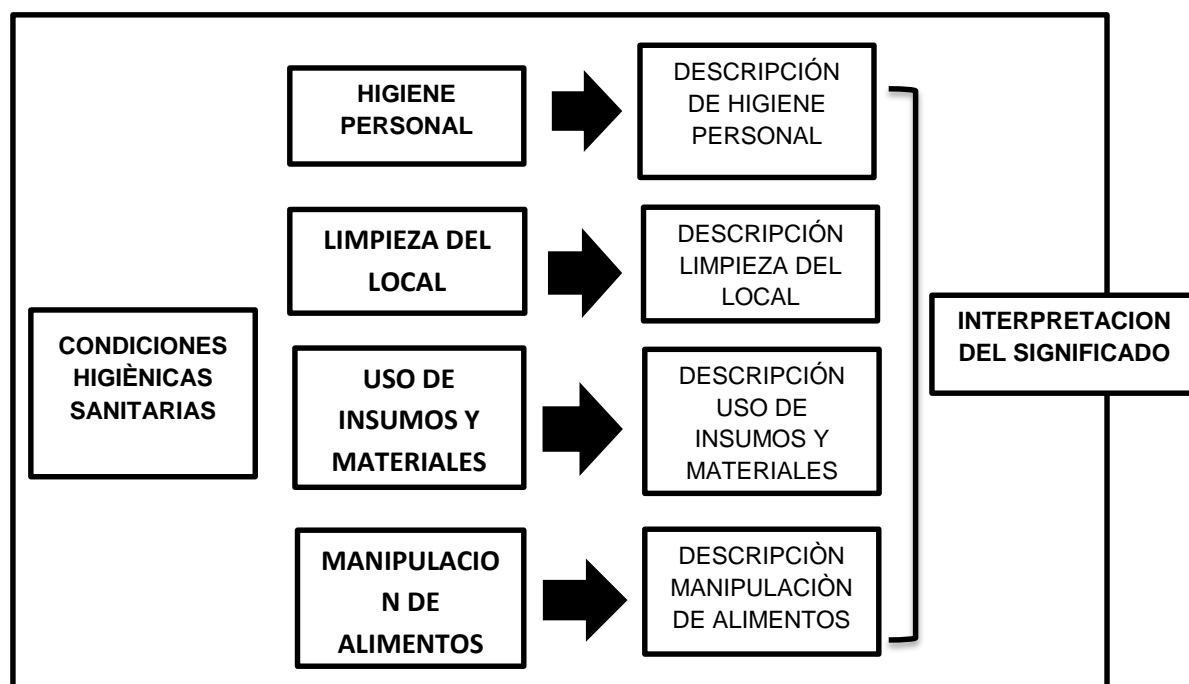 HIGIENE
PERSONAL
DESCRIPCIÓN
DE HIGIENE
PERSONAL
LIMPIEZA DEL
LOCAL
DESCRIPCIÓN
LIMPIEZA DEL
LOCAL
CONDICIONES
HIGIÈNICAS
SANITARIAS
USO DE
INSUMOS Y
MATERIALES
DESCRIPCIÓN
USO DE
INSUMOS Y
MATERIALES
INTERPRETACION
DEL SIGNIFICADO
MANIPULACIO
N DE
ALIMENTOS
DESCRIPCIÒN
MANIPULACIÒN
DE ALIMENTOS